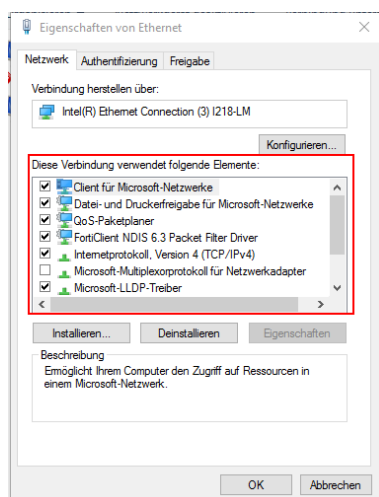 Eigenschaften von Ethernet
Netzwerk Authentifizierung Freigabe
Verbindung herstellen über:
Intel(R) Ethernet Connection (3) I218-LM
Konfigurieren...
Diese Verbindung verwendet folgende Elemente:
Client für Microsoft-Netzwerke
Datei- und Druckerfreigabe für Microsoft-Netzwerke
QoS-Paketplaner
FortiClient NDIS 6.3 Packet Filter Driver
Internetprotokoll, Version 4 (TCP/IPv4)
Microsoft-Multiplexorprotokoll für Netzwerkadapter
Microsoft-LLDP-Treiber
Installieren... Deinstallieren Eigenschaften
Beschreibung
Ermöglicht Ihrem Computer den Zugriff auf Ressourcen in
einem Microsoft-Netzwerk.
OK Abbrechen